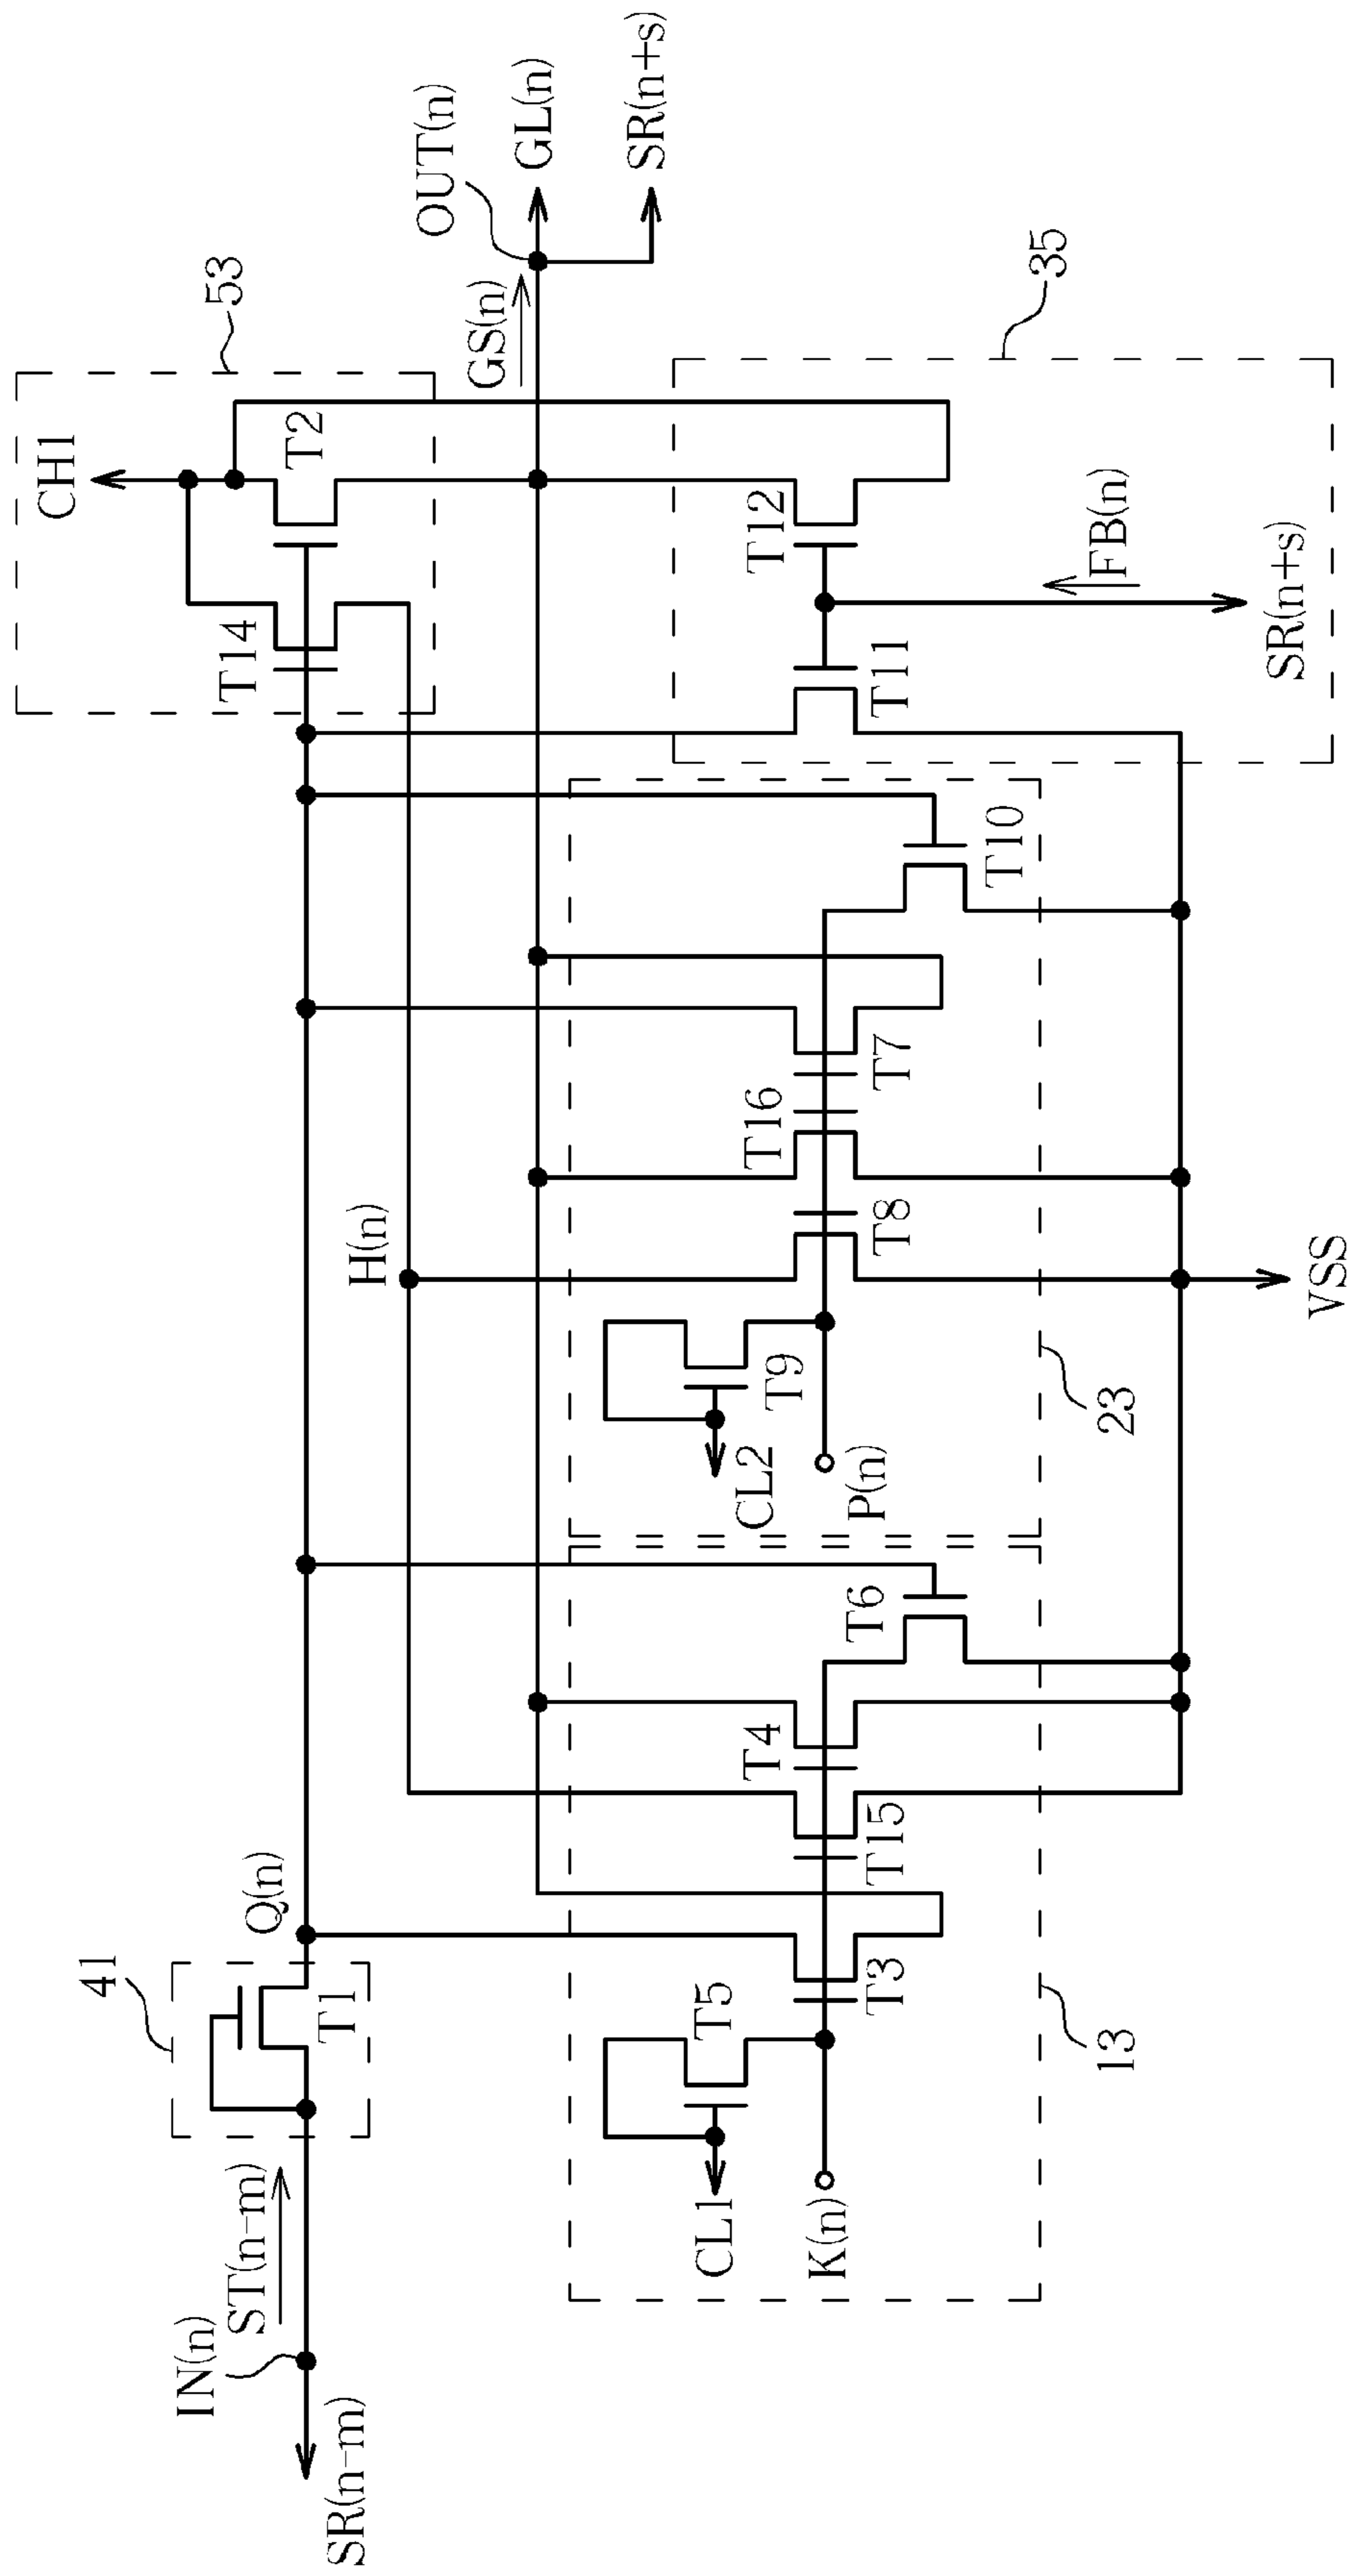 CH1
53
T2
T14
OUT(n)
GS(n)
GL(n)
SR(n+s)
35
T12
T11
FB(n)
SR(n+s)
T10
T7
T16
T8
H(n)
T9
CL2
P(n)
23
VSS
T6
T4
T15
T3
T5
CL1
K(n)
13
Q(n)
41
T1
ST(n-m)
IN(n)
SR(n-m)